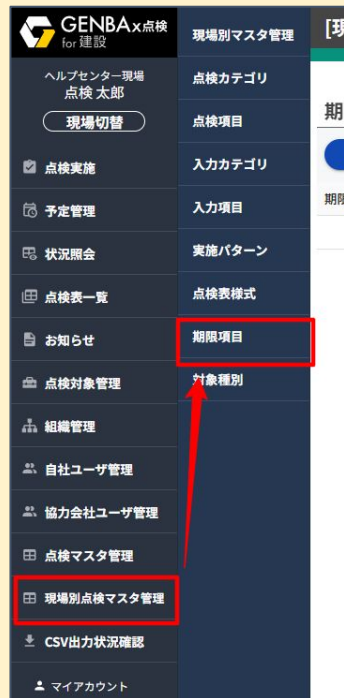 GENBAx点検
for 建設
ヘルプセンター現場
点検 太郎
現場切替
点検実施
予定管理
状況照会
点検表一覧
お知らせ
点検対象管理
組織管理
自社ユーザ管理
協力会社ユーザ管理
点検マスタ管理
現場別点検マスタ管理
CSV出力状況確認
マイアカウント
現場別マスタ管理
点検カテゴリ
点検項目
入力カテゴリ
入力項目
実施パターン
点検表様式
期限項目
対象種別
[現
期
期限